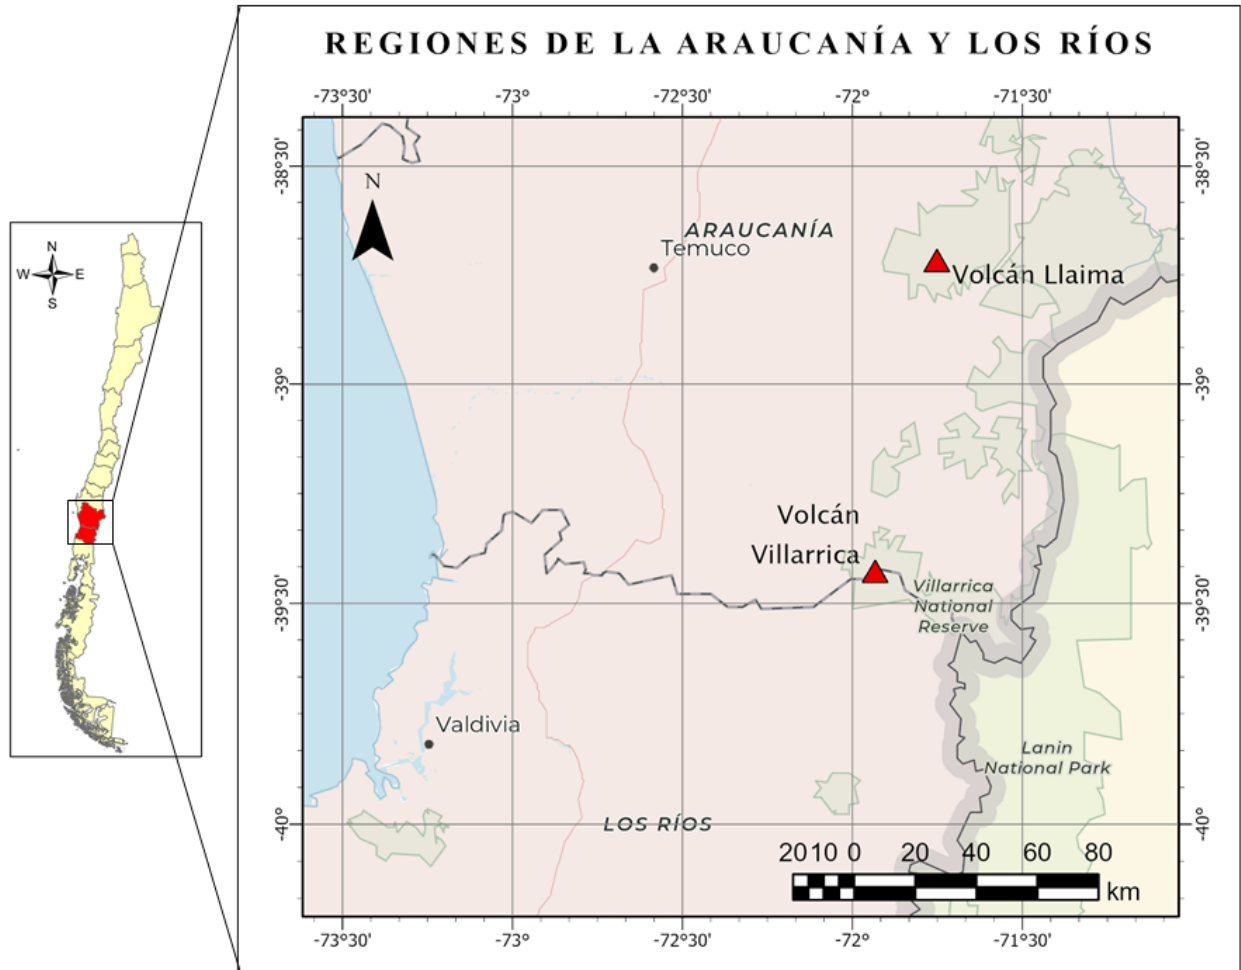 REGIONES DE LA ARAUCANÍA Y LOS RÍOS
-73°30' -73° -72°30' -72° -71°30'
-38°30' -38°30'
N
ARAUCANÍA
Temuco
Volcán Llaima
N
W E
S
-39° -39°
Volcán
Villarrica
Villarrica
National
Reserve
-39°30' -39°30'
Valdivia
Lanin
National Park
LOS RÍOS
-40° -40°
20 10 0 20 40 60 80
km
-73°30' -73° -72°30' -72° -71°30'